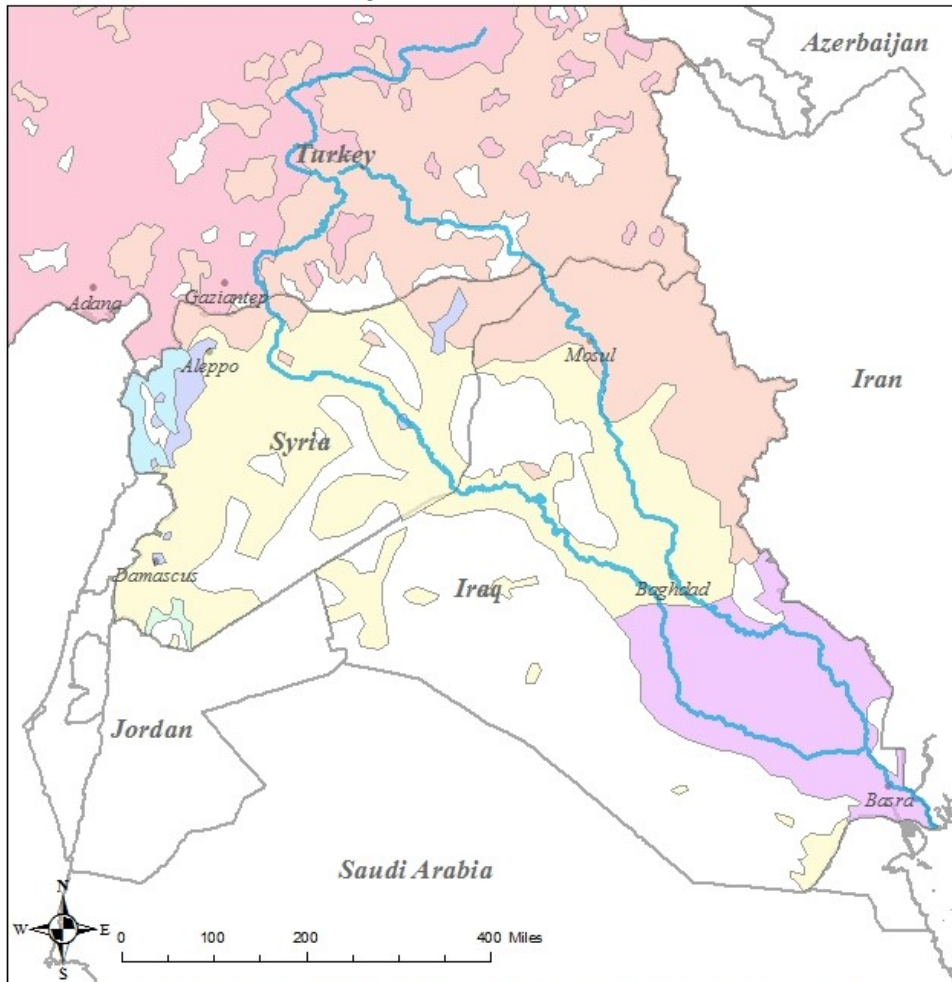 Azerbaijan
Turkey
Adana
Gaziantep
Mosul
Aleppo
Iran
Syria
Damascus
Iraq
Baghdad
Jordan
Basra
Saudi Arabia
N
W E
S
0 100 200 400 Miles